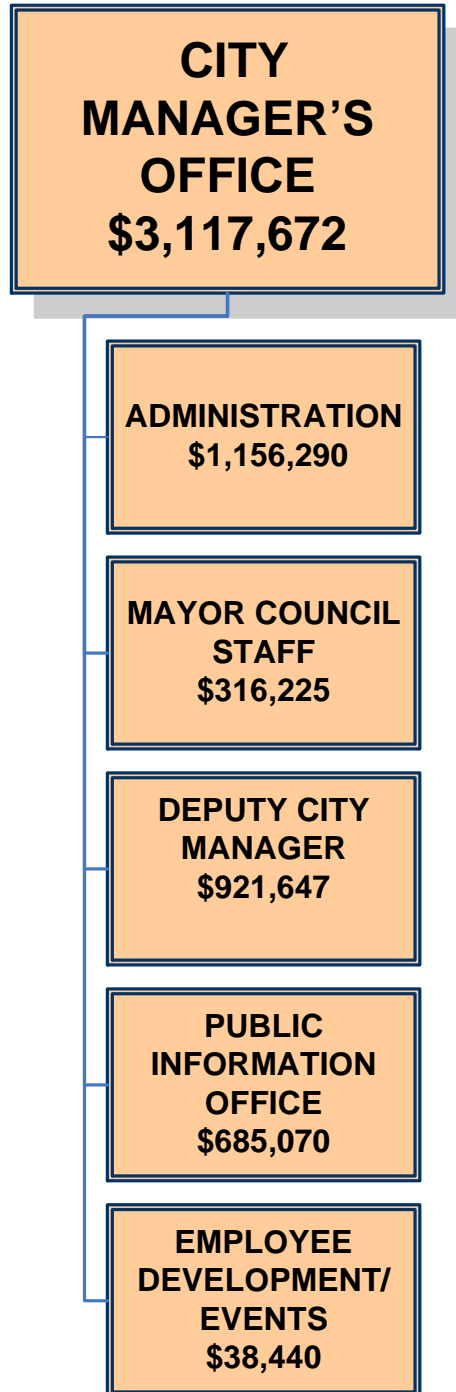 CITY
MANAGER’S
OFFICE
$3,117,672
ADMINISTRATION
$1,156,290
MAYOR COUNCIL
STAFF
$316,225
DEPUTY CITY
MANAGER
$921,647
PUBLIC
INFORMATION
OFFICE
$685,070
EMPLOYEE
DEVELOPMENT/
EVENTS
$38,440